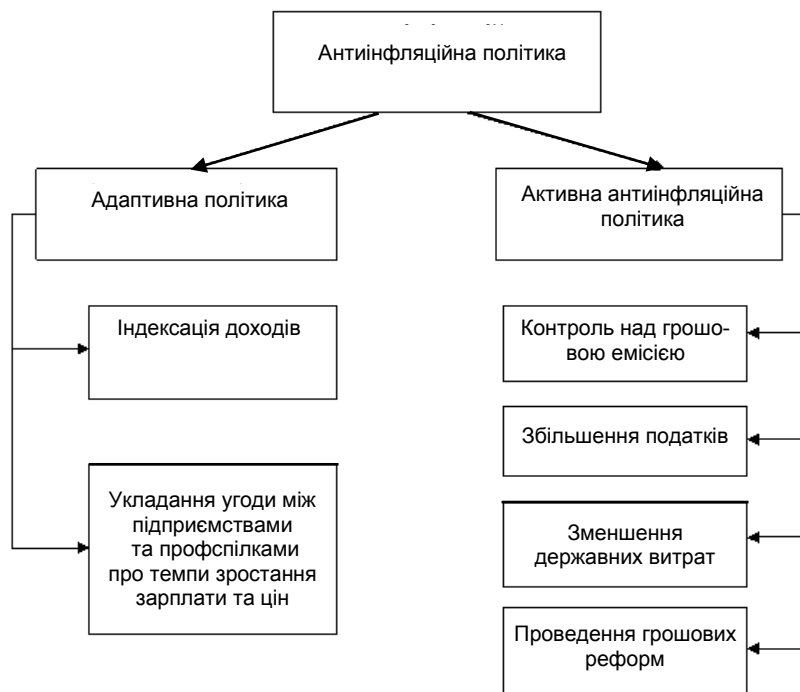 Антиінфляційна політика
Адаптивна політика
Активна антиінфляційна
політика
Індексація доходів
Укладання угоди між
підприємствами
та профспілками
про темпи зростання
зарплати та цін
Контроль над грошо-
вою емісією
Збільшення податків
Зменшення
державних витрат
Проведення грошових
реформ